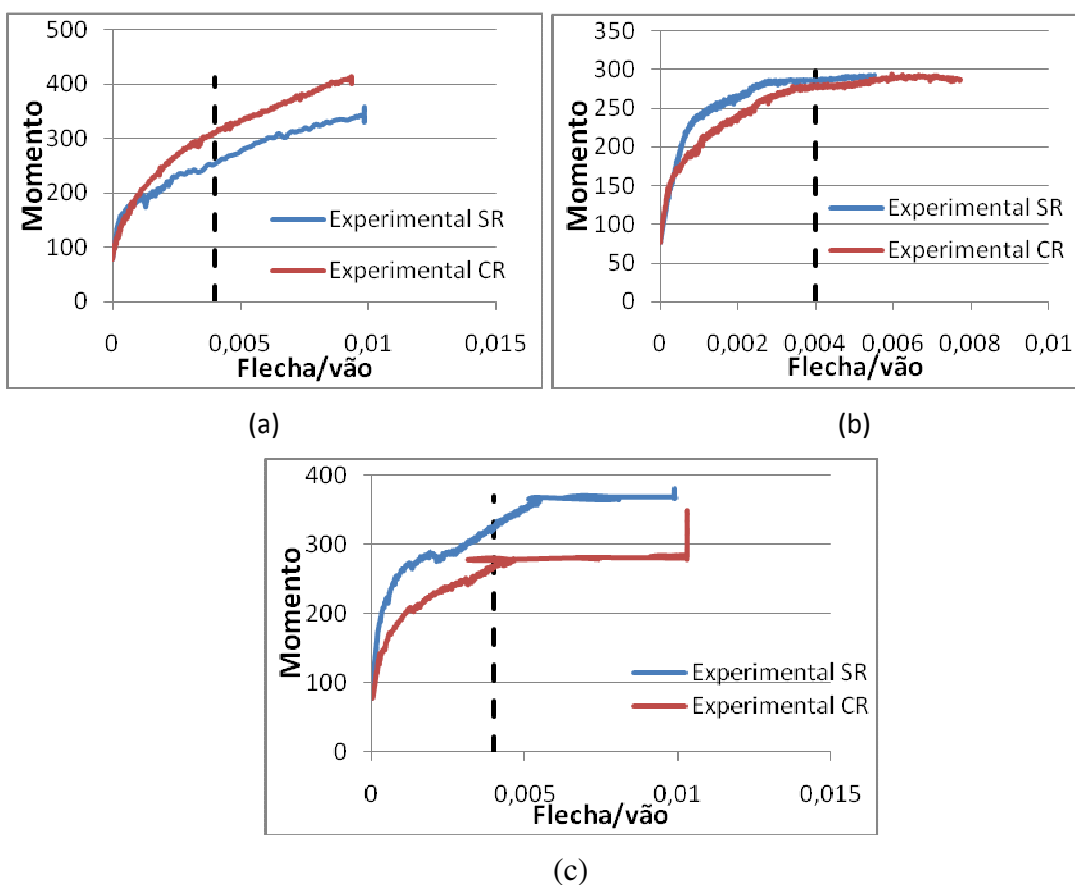 500
400
300
200
100
0
Momento
Experimental SR
Experimental CR
0
0,005
0,01
0,015
Flecha/vão
(a)
350
300
250
200
150
100
50
0
Momento
Experimental SR
Experimental CR
0
0,002
0,004
0,006
0,008
0,01
Flecha/vão
(b)
400
300
200
100
0
Momento
Experimental SR
Experimental CR
0
0,005
0,01
0,015
Flecha/vão
(c)